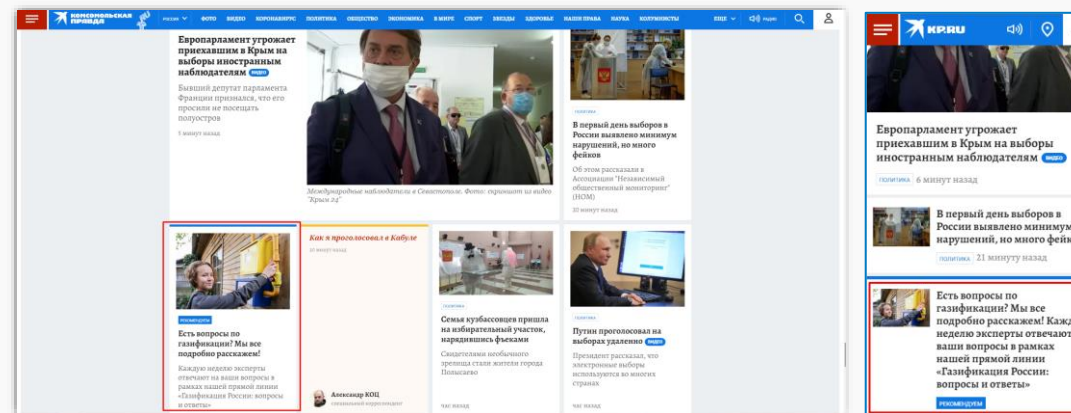 КОМСОМОЛЬСКАЯ
ПРАВДА
РОССИЯ ФОТО ВИДЕО КОРОНАВИРУС ПОЛИТИКА ОБЩЕСТВО ЭКОНОМИКА В МИРЕ СПОРТ ЗВЕЗДЫ ЗДОРОВЬЕ НАШИ ПРАВА НАУКА КОЛУМНИСТЫ ЕЩЕ РАДИО
Европарламент угрожает
приехавшим в Крым на
выборы иностранным
наблюдателям ВИДЕО
Бывший депутат парламента
Франции признался, что его
просили не посещать
полуостров
5 минут назад
Международные наблюдатели в Севастополе. Фото: скриншот из видео
"Крым 24"
ПОЛИТИКА
В первый день выборов в
России выявлено минимум
нарушений, но много
фейков
Об этом рассказали в
Ассоциации "Независимый
общественный мониторинг"
(НОМ)
20 минут назад
РЕКОМЕНДУЕМ
Есть вопросы по
газификации? Мы все
подробно расскажем!
Каждую неделю эксперты
отвечают на ваши вопросы в
рамках нашей прямой линии
«Газификация России: вопросы
и ответы»
Как я проголосовал в Кабуле
Александр КОЦ
специальный корреспондент
ПОЛИТИКА
Семья кузбассовцев пришла
на избирательный участок,
нарядившись фъеками
Свидетелями необычного
зрелища стали жители города
Полысаево
час назад
ПОЛИТИКА
Путин проголосовал на
выборах удаленно ВИДЕО
Президент рассказал, что
электронные выборы
используются во многих
странах
час назад
KP.RU
Европарламент угрожает
приехавшим в Крым на выборы
иностранным наблюдателям ВИДЕО
ПОЛИТИКА 6 минут назад
В первый день выборов в
России выявлено минимум
нарушений, но много фейк
ПОЛИТИКА 21 минуту назад
Есть вопросы по
газификации? Мы все
подробно расскажем! Кажд
неделю эксперты отвечают
ваши вопросы в рамках
нашей прямой линии
«Газификация России:
вопросы и ответы»
РЕКОМЕНДУЕМ